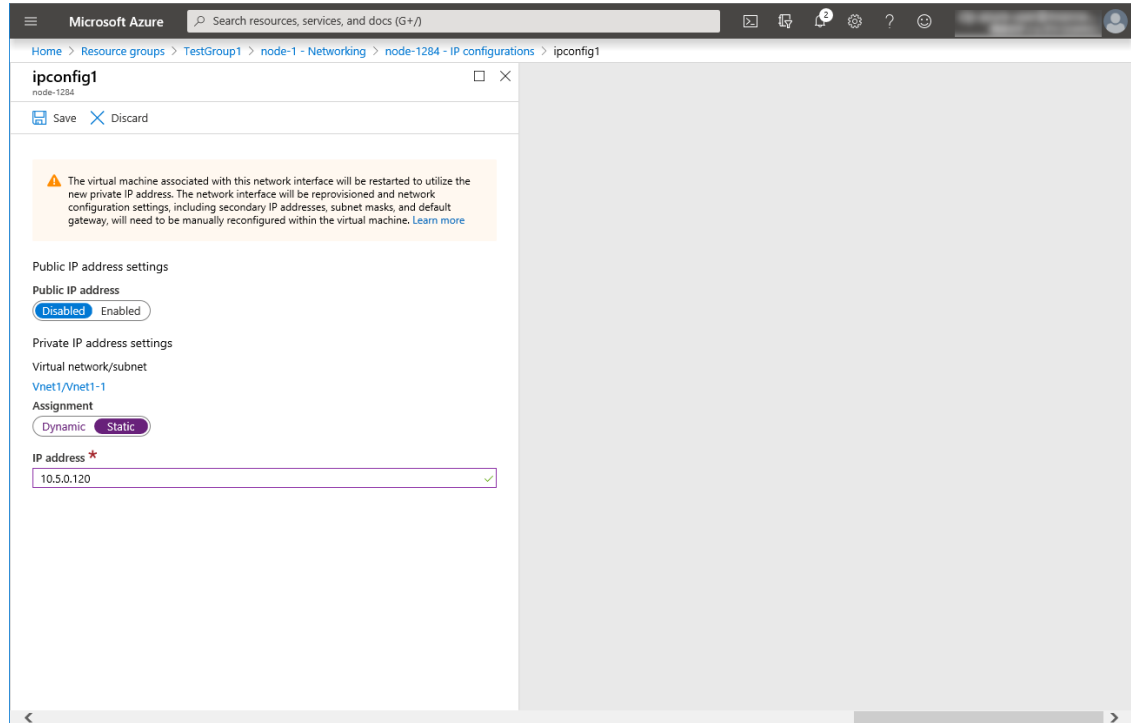 Microsoft Azure
Search resources, services, and docs (G+/)
2
Home > Resource groups > TestGroup1 > node-1 - Networking > node-1284 - IP configurations > ipconfig1
ipconfig1
node-1284
Save Discard
The virtual machine associated with this network interface will be restarted to utilize the
new private IP address. The network interface will be reprovisioned and network
configuration settings, including secondary IP addresses, subnet masks, and default
gateway, will need to be manually reconfigured within the virtual machine. Learn more
Public IP address settings
Public IP address
Disabled Enabled
Private IP address settings
Virtual network/subnet
Vnet1/Vnet1-1
Assignment
Dynamic Static
IP address *
10.5.0.120